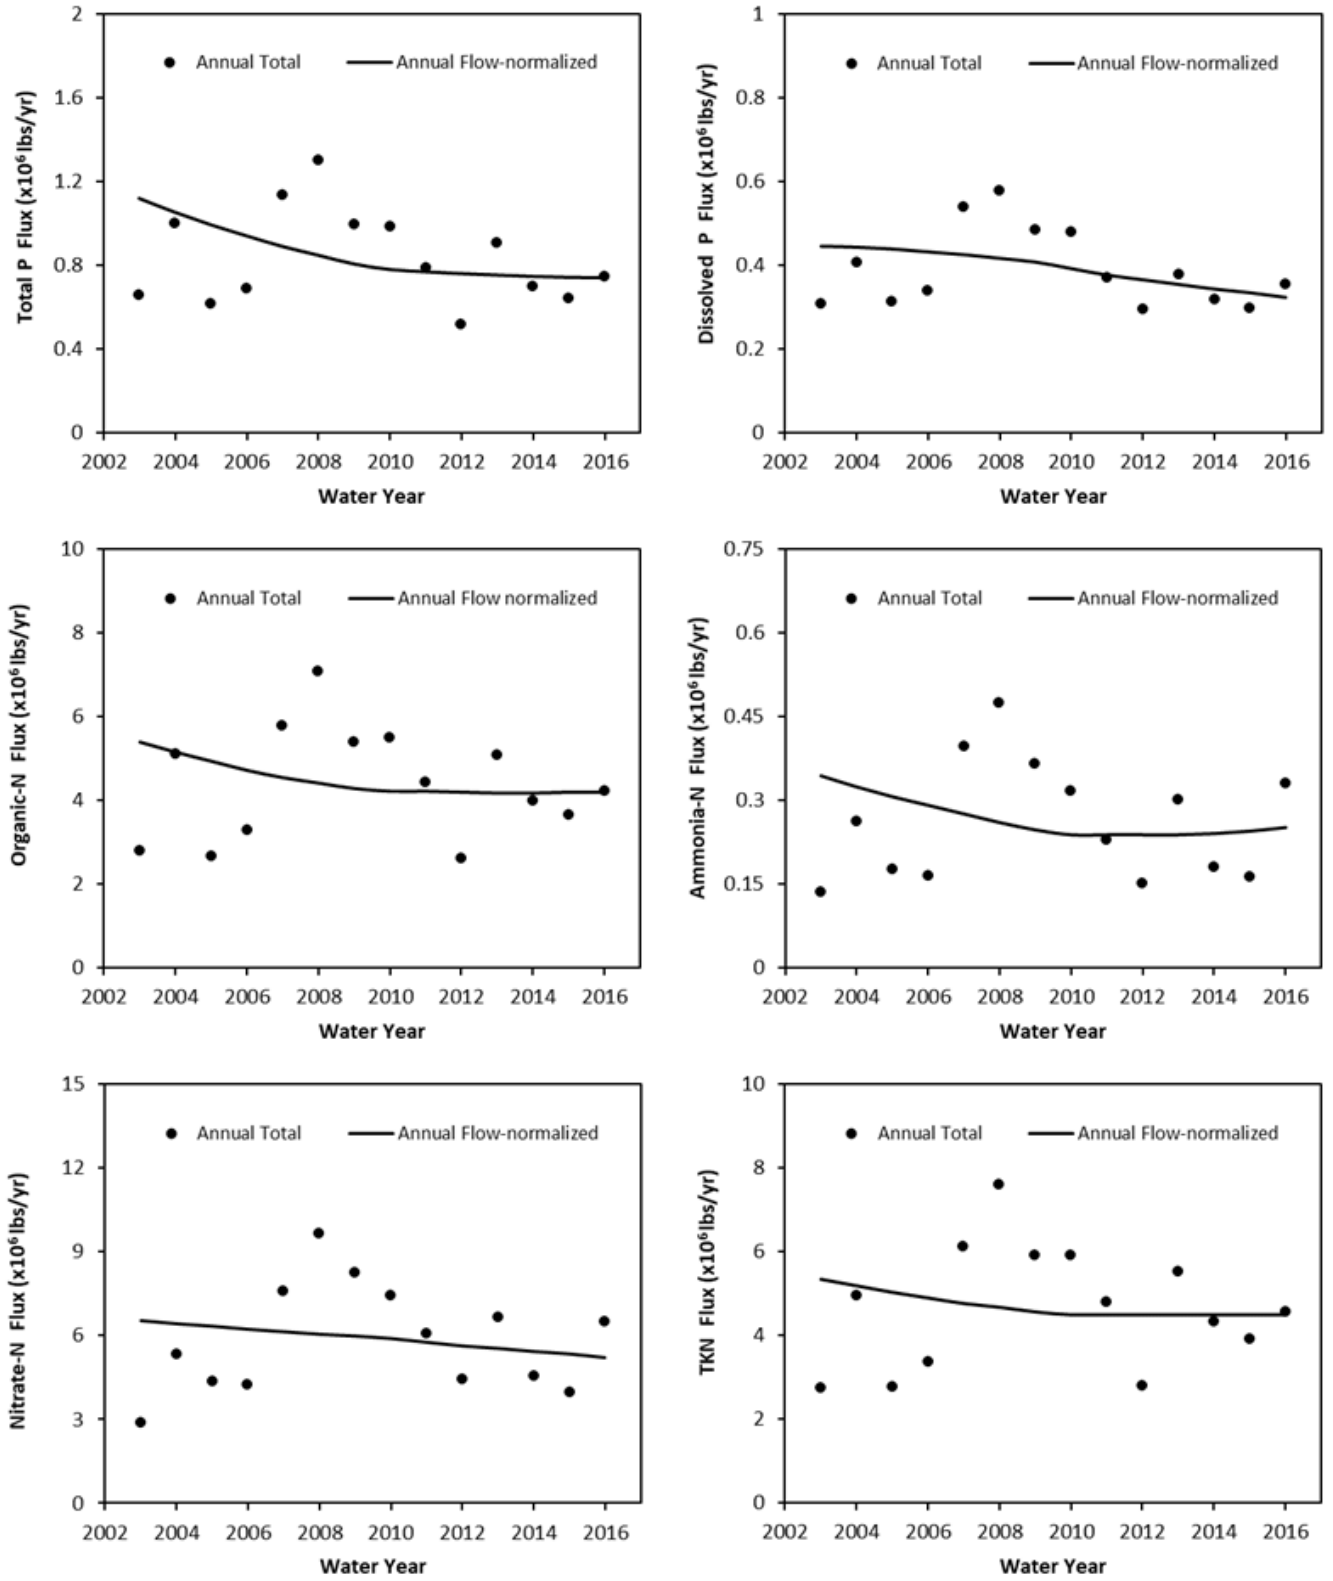 2
1.6
1.2
0.8
0.4
0
Total P Flux (x10⁶ lbs/yr)
Annual Total Annual Flow-normalized
2002 2004 2006 2008 2010 2012 2014 2016
Water Year
1
0.8
0.6
0.4
0.2
0
Dissolved P Flux (x10⁶ lbs/yr)
Annual Total Annual Flow-normalized
2002 2004 2006 2008 2010 2012 2014 2016
Water Year
10
8
6
4
2
0
Organic-N Flux (x10⁶ lbs/yr)
Annual Total Annual Flow normalized
2002 2004 2006 2008 2010 2012 2014 2016
Water Year
0.75
0.6
0.45
0.3
0.15
0
Ammonia-N Flux (x10⁶ lbs/yr)
Annual Total Annual Flow-normalized
2002 2004 2006 2008 2010 2012 2014 2016
Water Year
15
12
9
6
3
0
Nitrate-N Flux (x10⁶ lbs/yr)
Annual Total Annual Flow-normalized
2002 2004 2006 2008 2010 2012 2014 2016
Water Year
10
8
6
4
2
0
TKN Flux (x10⁶ lbs/yr)
Annual Total Annual Flow-normalized
2002 2004 2006 2008 2010 2012 2014 2016
Water Year